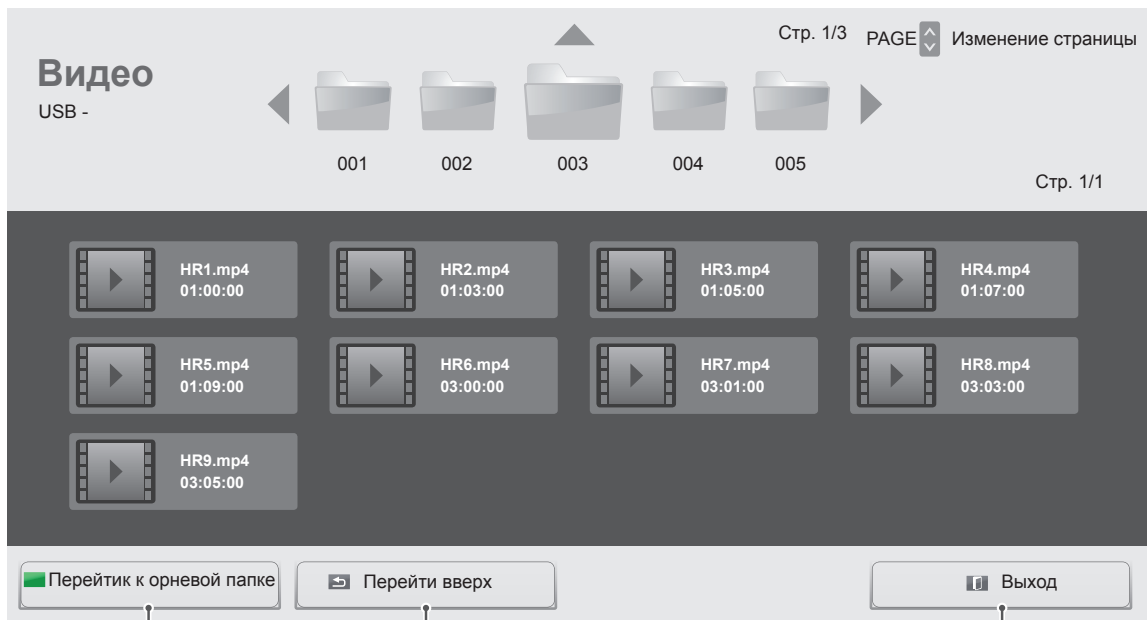 Стр. 1/3 PAGE Изменение страницы
Видео
USB -
001 002 003 004 005
Стр. 1/1
HR1.mp4 HR2.mp4 HR3.mp4 HR4.mp4
01:00:00 01:03:00 01:05:00 01:07:00
HR5.mp4 HR6.mp4 HR7.mp4 HR8.mp4
01:09:00 03:00:00 03:01:00 03:03:00
HR9.mp4
03:05:00
Перейтик к орневой папке Перейти вверх Выход